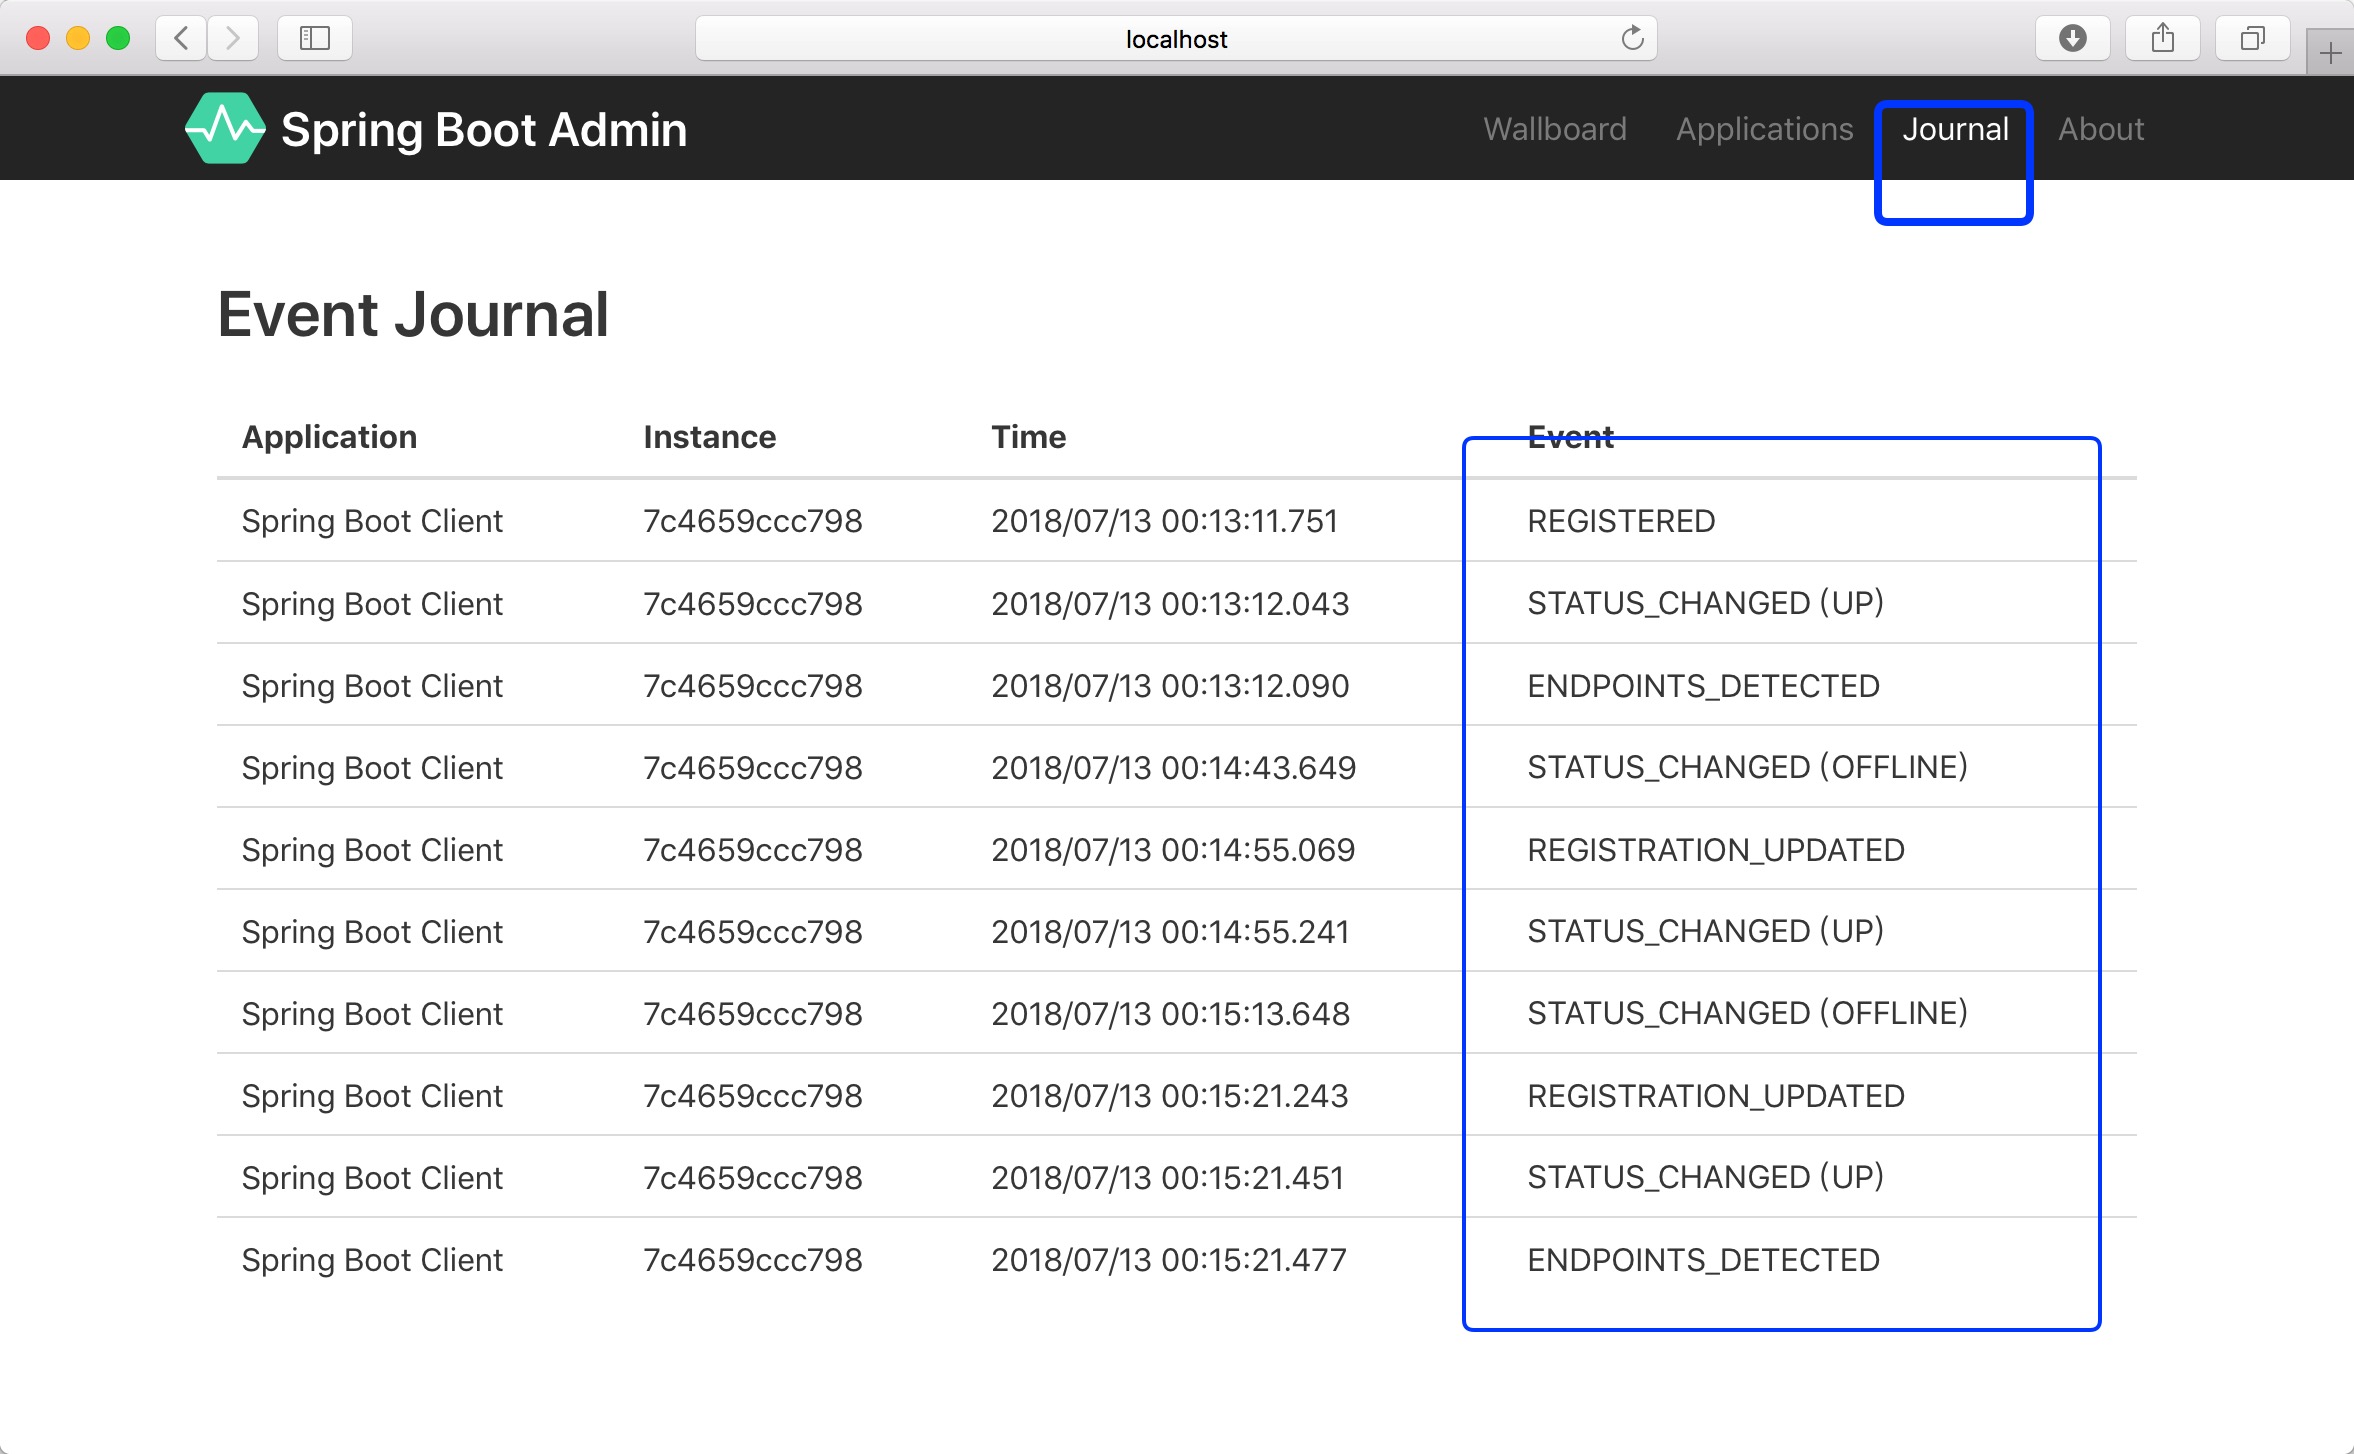 localhost
Spring Boot Admin Wallboard Applications Journal About
Event Journal
Application Instance Time Event
Spring Boot Client 7c4659ccc798 2018/07/13 00:13:11.751 REGISTERED
Spring Boot Client 7c4659ccc798 2018/07/13 00:13:12.043 STATUS_CHANGED (UP)
Spring Boot Client 7c4659ccc798 2018/07/13 00:13:12.090 ENDPOINTS_DETECTED
Spring Boot Client 7c4659ccc798 2018/07/13 00:14:43.649 STATUS_CHANGED (OFFLINE)
Spring Boot Client 7c4659ccc798 2018/07/13 00:14:55.069 REGISTRATION_UPDATED
Spring Boot Client 7c4659ccc798 2018/07/13 00:14:55.241 STATUS_CHANGED (UP)
Spring Boot Client 7c4659ccc798 2018/07/13 00:15:13.648 STATUS_CHANGED (OFFLINE)
Spring Boot Client 7c4659ccc798 2018/07/13 00:15:21.243 REGISTRATION_UPDATED
Spring Boot Client 7c4659ccc798 2018/07/13 00:15:21.451 STATUS_CHANGED (UP)
Spring Boot Client 7c4659ccc798 2018/07/13 00:15:21.477 ENDPOINTS_DETECTED